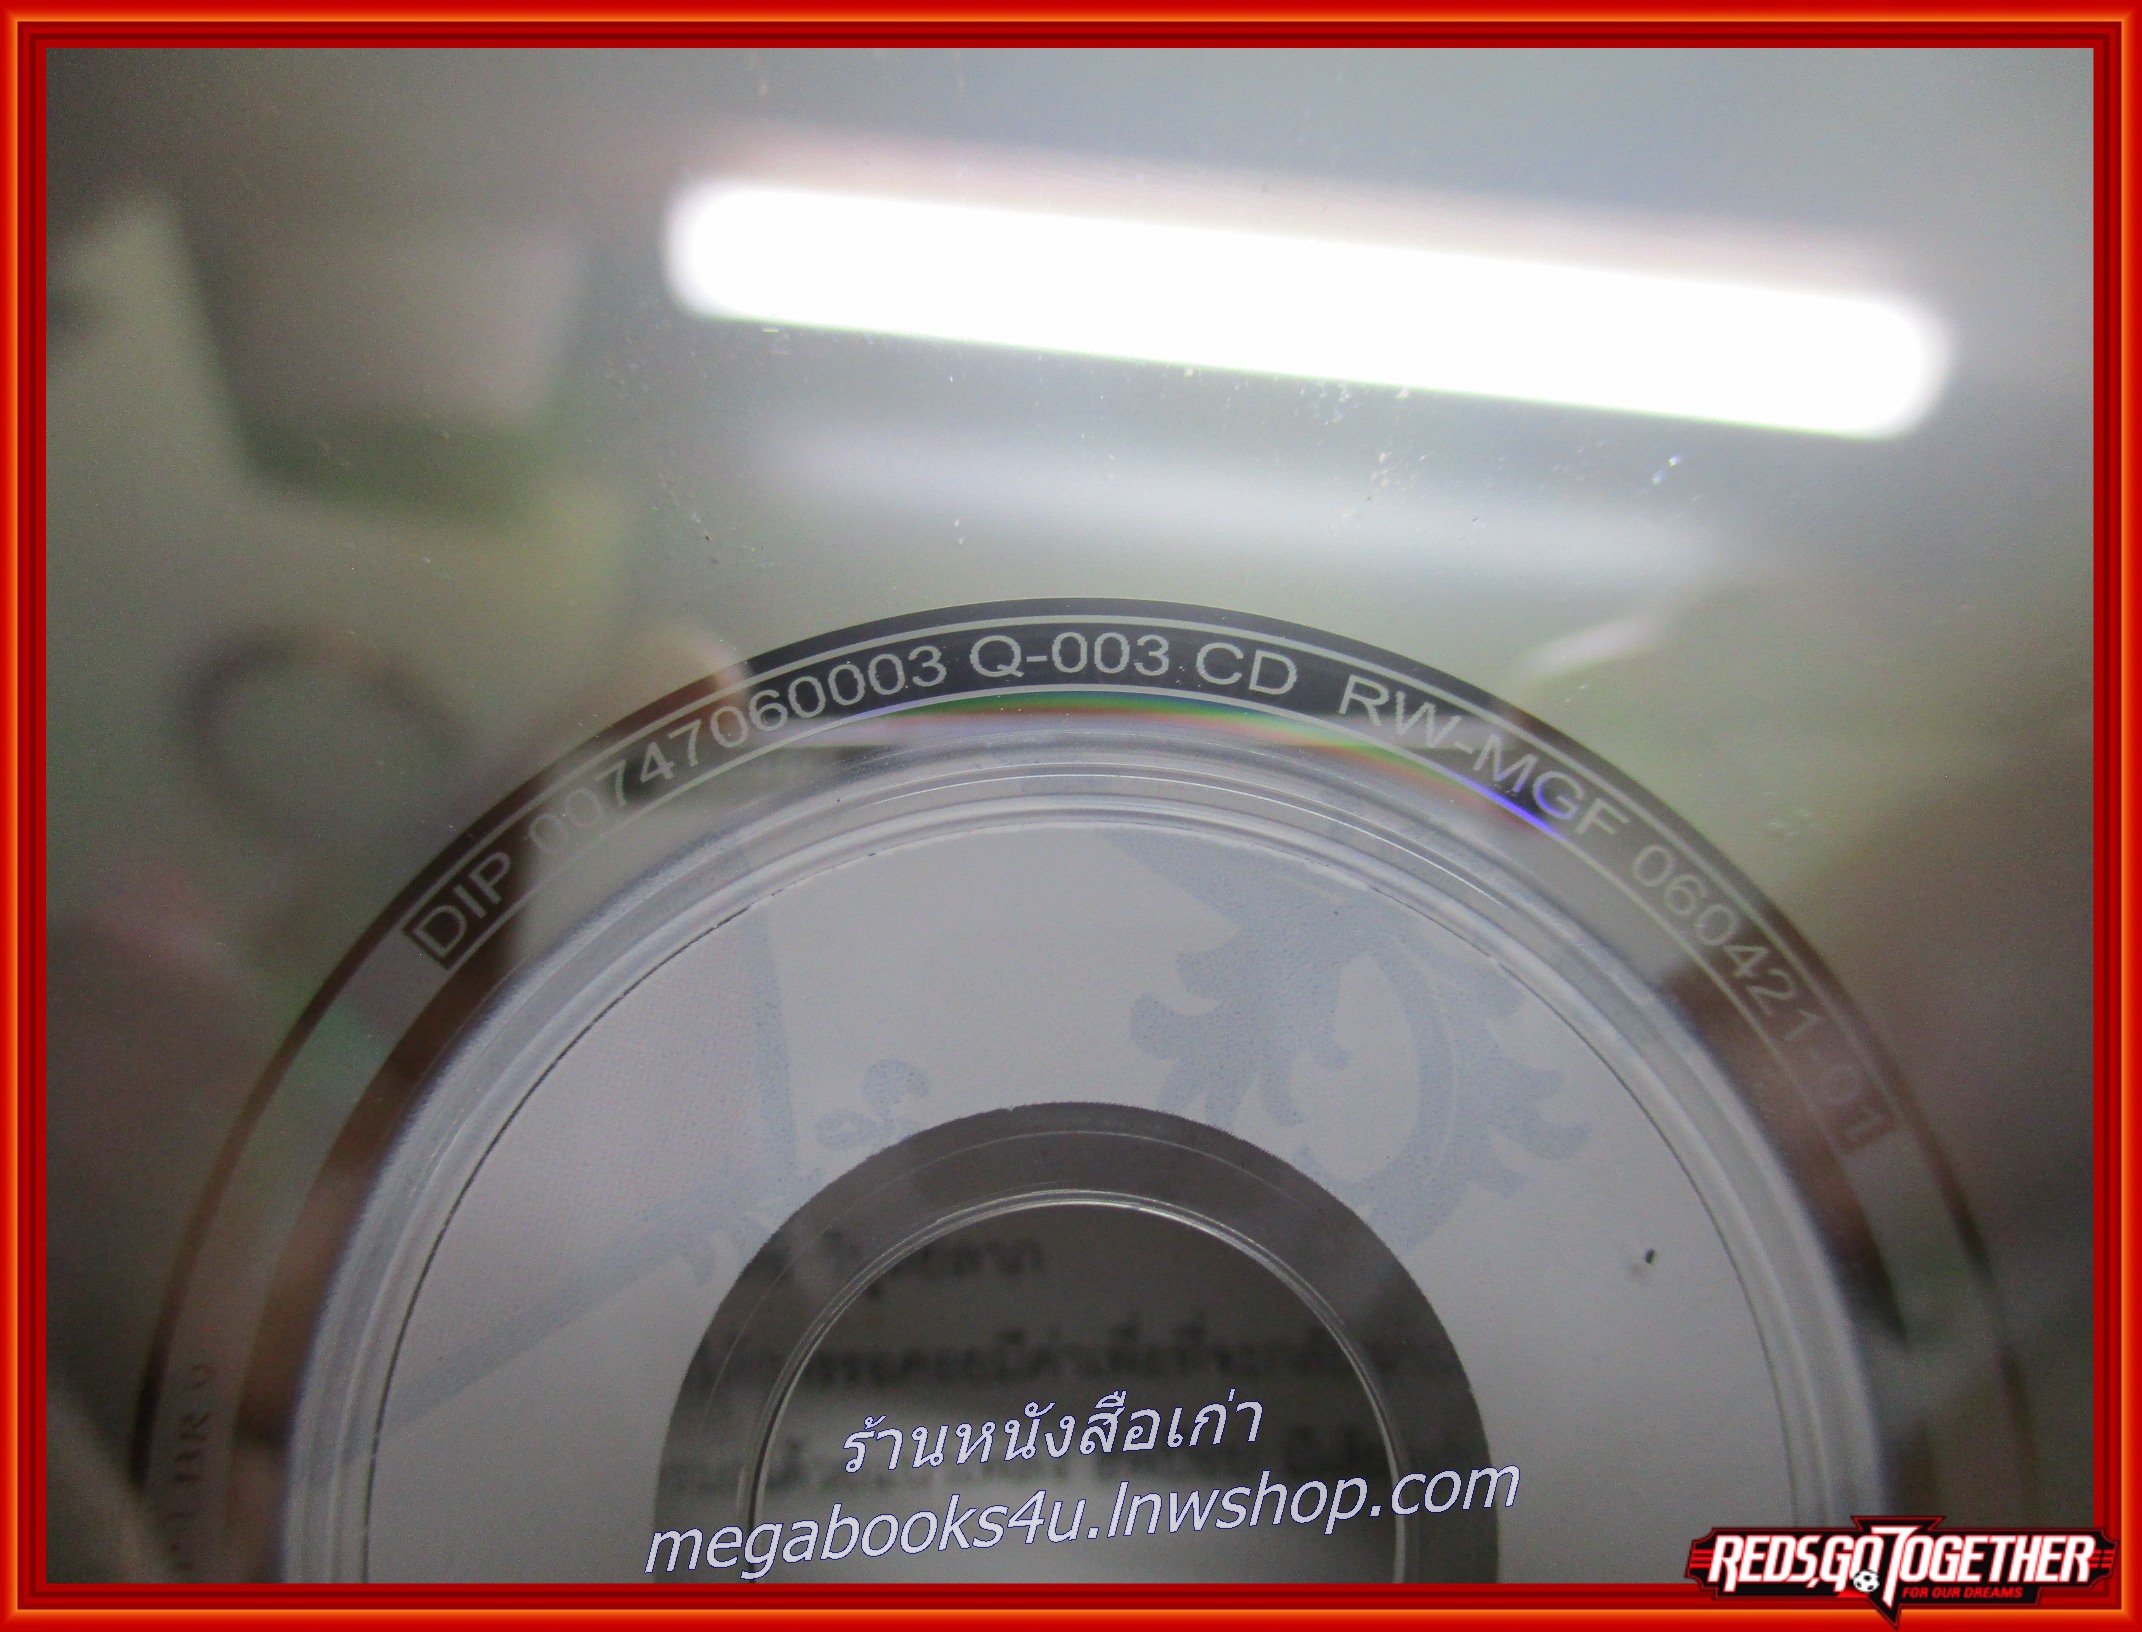 DIP 00747060003 Q-003 CD RW-MGF 060421-01
ร้านหนังสือเก่า
megabooks4u.lnwshop.com
REDS, GO TOGETHER
FOR OUR DREAMS